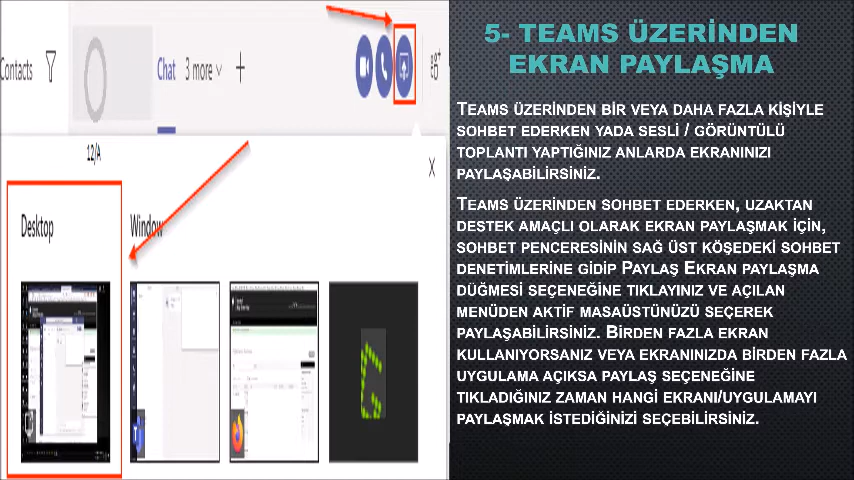 Contacts
Chat
3 more
12/A
Desktop
Window
5- TEAMS ÜZERİNDEN
EKRAN PAYLAŞMA
TEAMS ÜZERİNDEN BİR VEYA DAHA FAZLA KİŞİYLE
SOHBET EDERKEN YADA SESLİ / GÖRÜNTÜLÜ
TOPLANTI YAPTIĞINIZ ANLARDA EKRANINIZI
PAYLAŞABİLİRSİNİZ.
TEAMS ÜZERİNDEN SOHBET EDERKEN, UZAKTAN
DESTEK AMAÇLI OLARAK EKRAN PAYLAŞMAK İÇİN,
SOHBET PENCERESİNİN SAĞ ÜST KÖŞEDEKİ SOHBET
DENETİMLERİNE GİDİP PAYLAŞ EKRAN PAYLAŞMA
DÜĞMESİ SEÇENEĞİNE TIKLAYINIZ VE AÇILAN
MENÜDEN AKTİF MASAÜSTÜNÜZÜ SEÇEREK
PAYLAŞABİLİRSİNİZ. BİRDEN FAZLA EKRAN
KULLANIYORSANIZ VEYA EKRANINIZDA BİRDEN FAZLA
UYGULAMA AÇIKSA PAYLAŞ SEÇENEĞİNE
TIKLADIĞINIZ ZAMAN HANGİ EKRANI/UYGULAMAYI
PAYLAŞMAK İSTEDİĞİNİZİ SEÇEBİLİRSİNİZ.